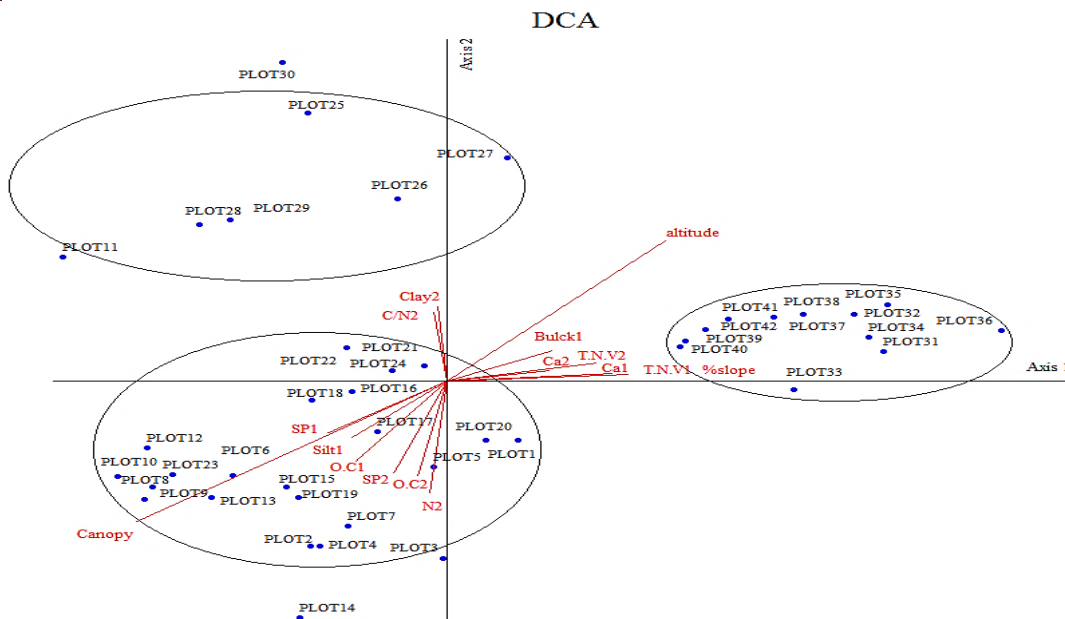 DCA
Axis 2
PLOT30
PLOT25
PLOT27
PLOT26
PLOT28
PLOT29
PLOT11
altitude
Clay2
C/N2
Bulck1
Ca2
T.N.V2
Ca1
T.N.V1 %slope
Axis 1
PLOT41
PLOT38
PLOT35
PLOT42
PLOT37
PLOT32
PLOT36
PLOT39
PLOT34
PLOT40
PLOT31
PLOT33
PLOT21
PLOT22
PLOT24
PLOT18
PLOT16
PLOT17
PLOT20
SP1
Silt1
O.C1
SP2
O.C2
N2
PLOT12
PLOT6
PLOT5
PLOT1
PLOT10
PLOT23
PLOT8
PLOT9
PLOT13
PLOT15
PLOT19
PLOT7
Canopy
PLOT2
PLOT4
PLOT3
PLOT14